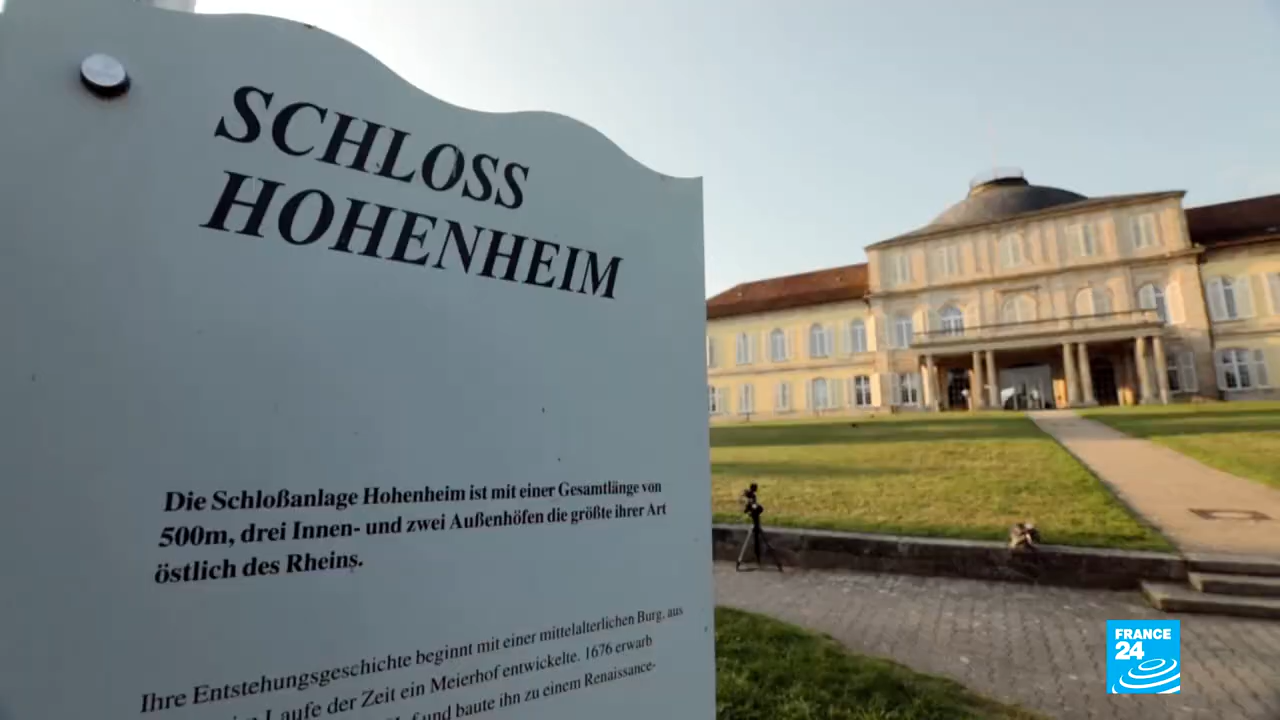 SCHLOSS
HOHENHEIM
Die Schloßanlage Hohenheim ist mit einer Gesamtlänge von
500m, drei Innen- und zwei Außenhöfen die größte ihrer Art
östlich des Rheins.
Ihre Entstehungsgeschichte beginnt mit einer mittelalterlichen Burg, aus
Laufe der Zeit ein Meierhof entwickelte. 1676 erwarb
und baute ihn zu einem Renaissance-
FRANCE
24